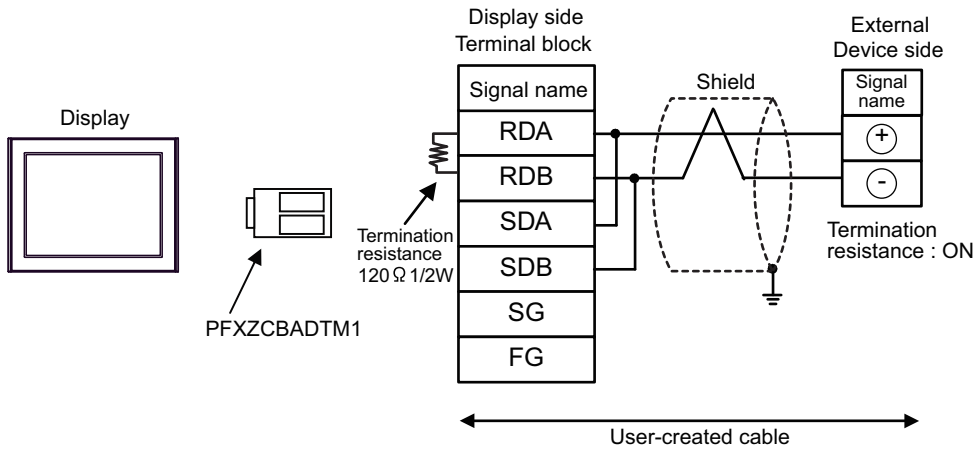 Display
PFXZCBADTM1
Termination
resistance
120Ω 1/2W
Display side
Terminal block
Signal name
RDA
RDB
SDA
SDB
SG
FG
Shield
External
Device side
Signal
name
+
-
Termination
resistance : ON
User-created cable